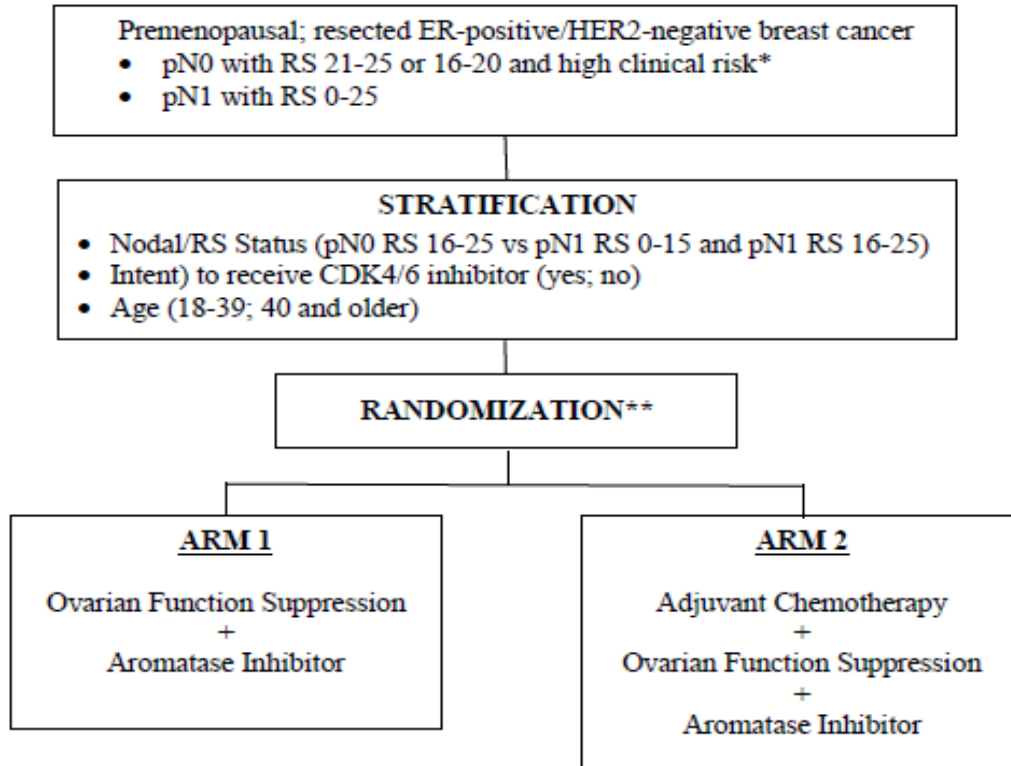 Premenopausal; resected ER-positive/HER2-negative breast cancer
• pN0 with RS 21-25 or 16-20 and high clinical risk*
• pN1 with RS 0-25
STRATIFICATION
• Nodal/RS Status (pN0 RS 16-25 vs pN1 RS 0-15 and pN1 RS 16-25)
• Intent) to receive CDK4/6 inhibitor (yes; no)
• Age (18-39; 40 and older)
RANDOMIZATION**
ARM 1
Ovarian Function Suppression
+
Aromatase Inhibitor
ARM 2
Adjuvant Chemotherapy
+
Ovarian Function Suppression
+
Aromatase Inhibitor